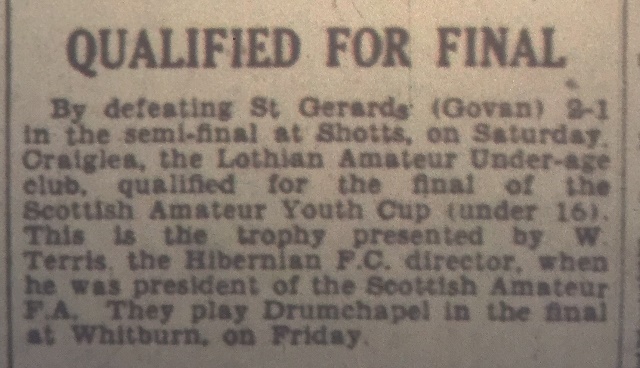 QUALIFIED FOR FINAL
By defeating St Gerards (Govan) 2-1
in the semi-final at Shotts, on Saturday,
Craiglea, the Lothian Amateur Under-age
club, qualified for the final of the
Scottish Amateur Youth Cup (under 16).
This is the trophy presented by W.
Terris, the Hibernian F.C. director, when
he was president of the Scottish Amateur
F.A. They play Drumchapel in the final
at Whitburn, on Friday.